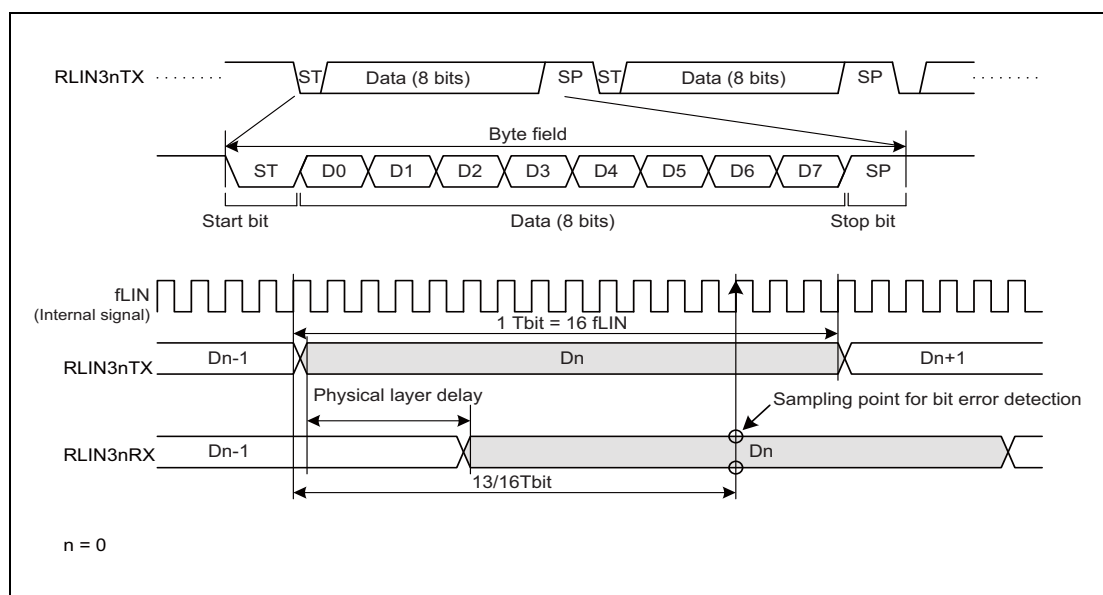 RLIN3nTX ST Data (8 bits) SP ST Data (8 bits) SP
Byte field
ST D0 D1 D2 D3 D4 D5 D6 D7 SP
Start bit Data (8 bits) Stop bit
fLIN
(Internal signal)
1 Tbit = 16 fLIN
RLIN3nTX Dn-1 Dn Dn+1
Physical layer delay Sampling point for bit error detection
RLIN3nRX Dn-1 Dn
13/16Tbit
n = 0